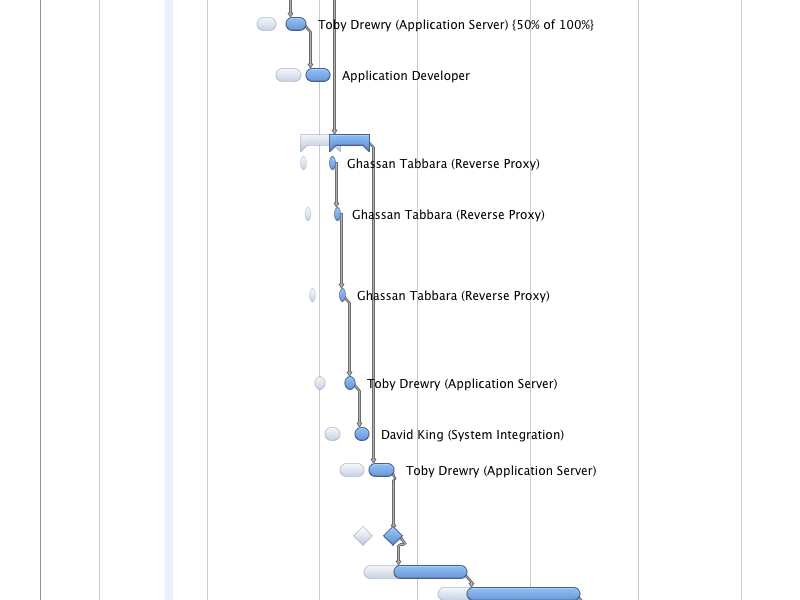 Toby Drewry (Application Server) {50% of 100%}
Application Developer
Ghassan Tabbara (Reverse Proxy)
Ghassan Tabbara (Reverse Proxy)
Ghassan Tabbara (Reverse Proxy)
Toby Drewry (Application Server)
David King (System Integration)
Toby Drewry (Application Server)